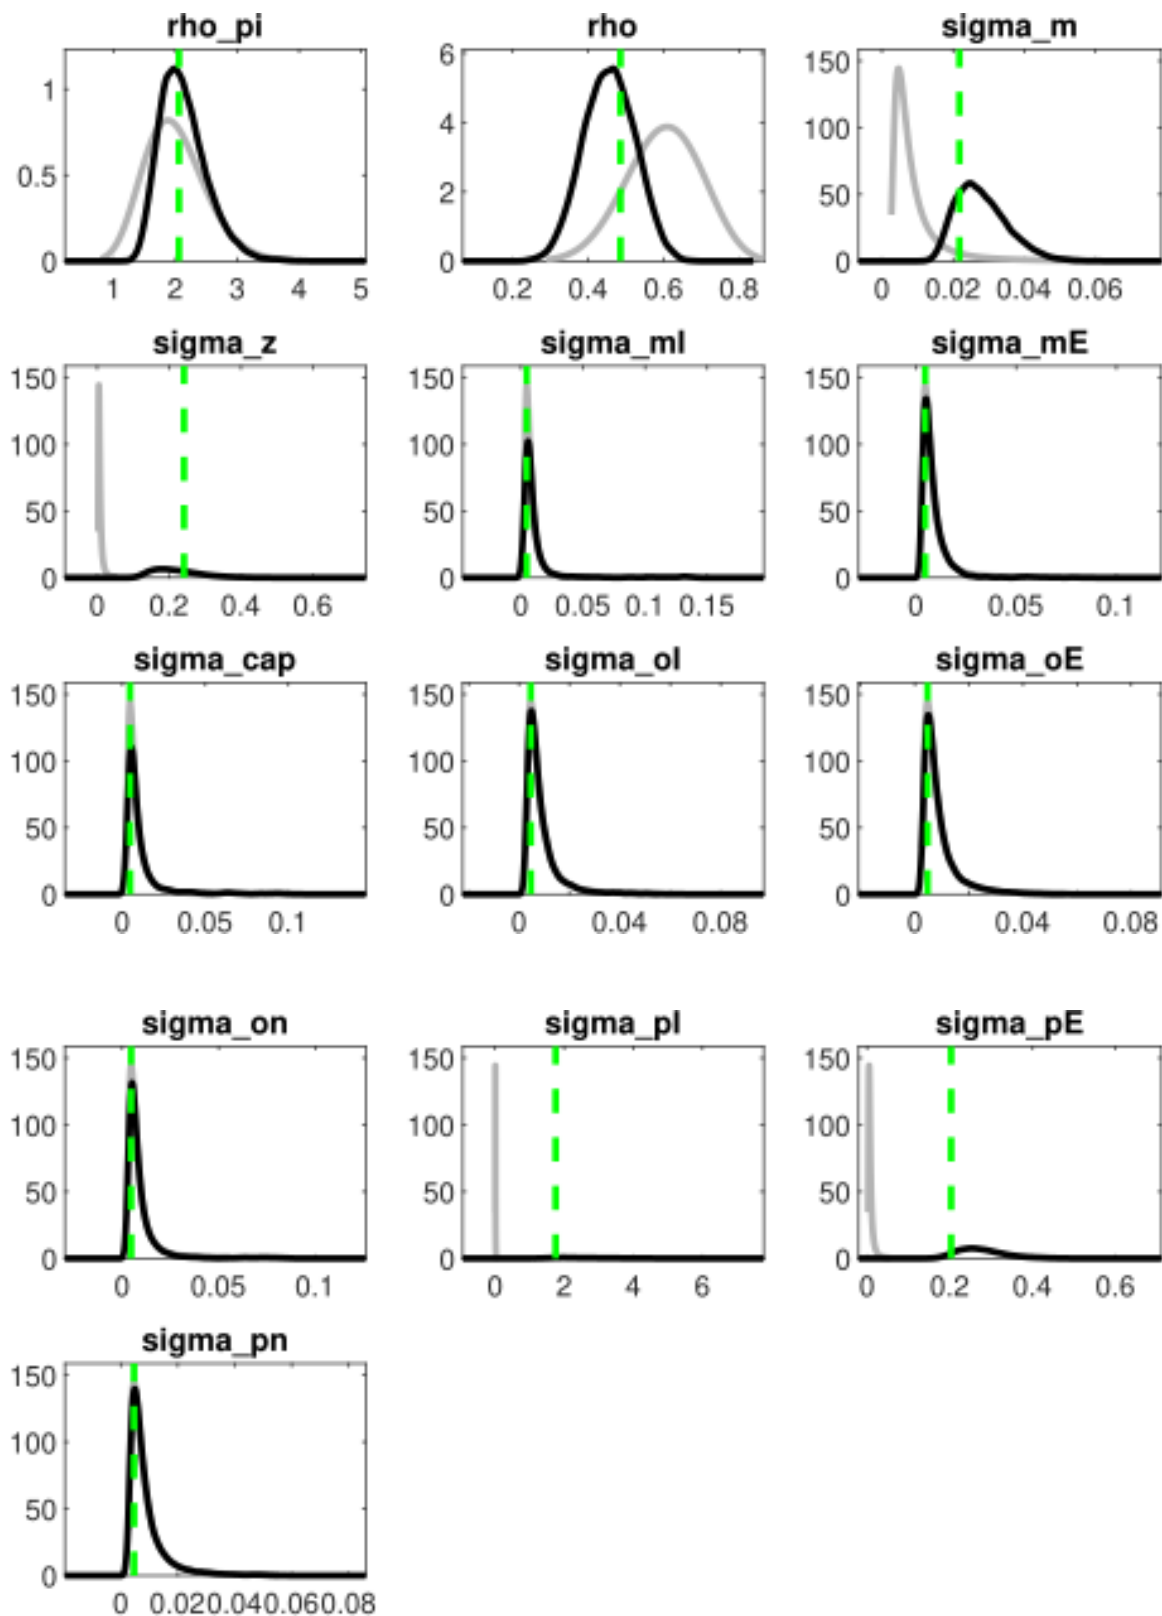 rho_pi rho sigma_m
1 0.5 0
1 2 3 4 5
6 4 2 0
0.2 0.4 0.6 0.8
150 100 50 0
0 0.02 0.04 0.06
sigma_z sigma_mI sigma_mE
150 100 50 0
0 0.2 0.4 0.6
150 100 50 0
0 0.05 0.1 0.15
150 100 50 0
0 0.05 0.1
sigma_cap sigma_oI sigma_oE
150 100 50 0
0 0.05 0.1
150 100 50 0
0 0.04 0.08
150 100 50 0
0 0.04 0.08
sigma_on sigma_pI sigma_pE
150 100 50 0
0 0.05 0.1
150 100 50 0
0 2 4 6
150 100 50 0
0 0.2 0.4 0.6
sigma_pn
150 100 50 0
0 0.02 0.04 0.06 0.08